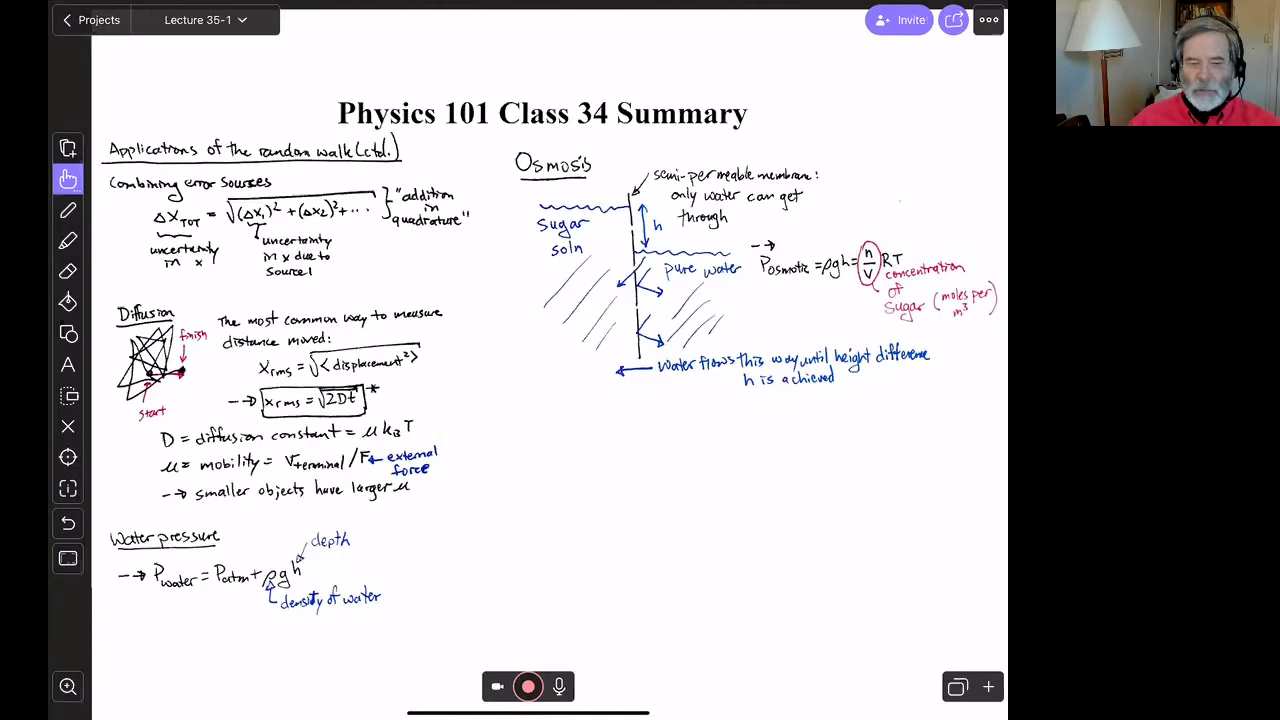 Projects
Lecture 35-1
Invite
Physics 101 Class 34 Summary
Applications of the random walk (ctd.)
Combining error sources
ΔX_TOT = √((Δx₁)² + (Δx₂)² + ...
"addition
in
quadrature"
uncertainty
in x
uncertainty
in x due to
source 1
Diffusion
finish
start
The most common way to measure
distance moved:
X_rms = √<displacement²>
→ x_rms = √2Dt *
D = diffusion constant = μ k_B T
μ = mobility = V_terminal / F ← external
force
→ smaller objects have larger μ
Water pressure
depth
→ P_water = P_atm + ρgh
density of water
Osmosis
semi-permeable membrane:
only water can get
through
sugar
soln
h
pure water
→
P_osmotic = ρgh = n/V RT
concentration
of
sugar (moles per
m³)
← water flows this way until height difference
h is achieved